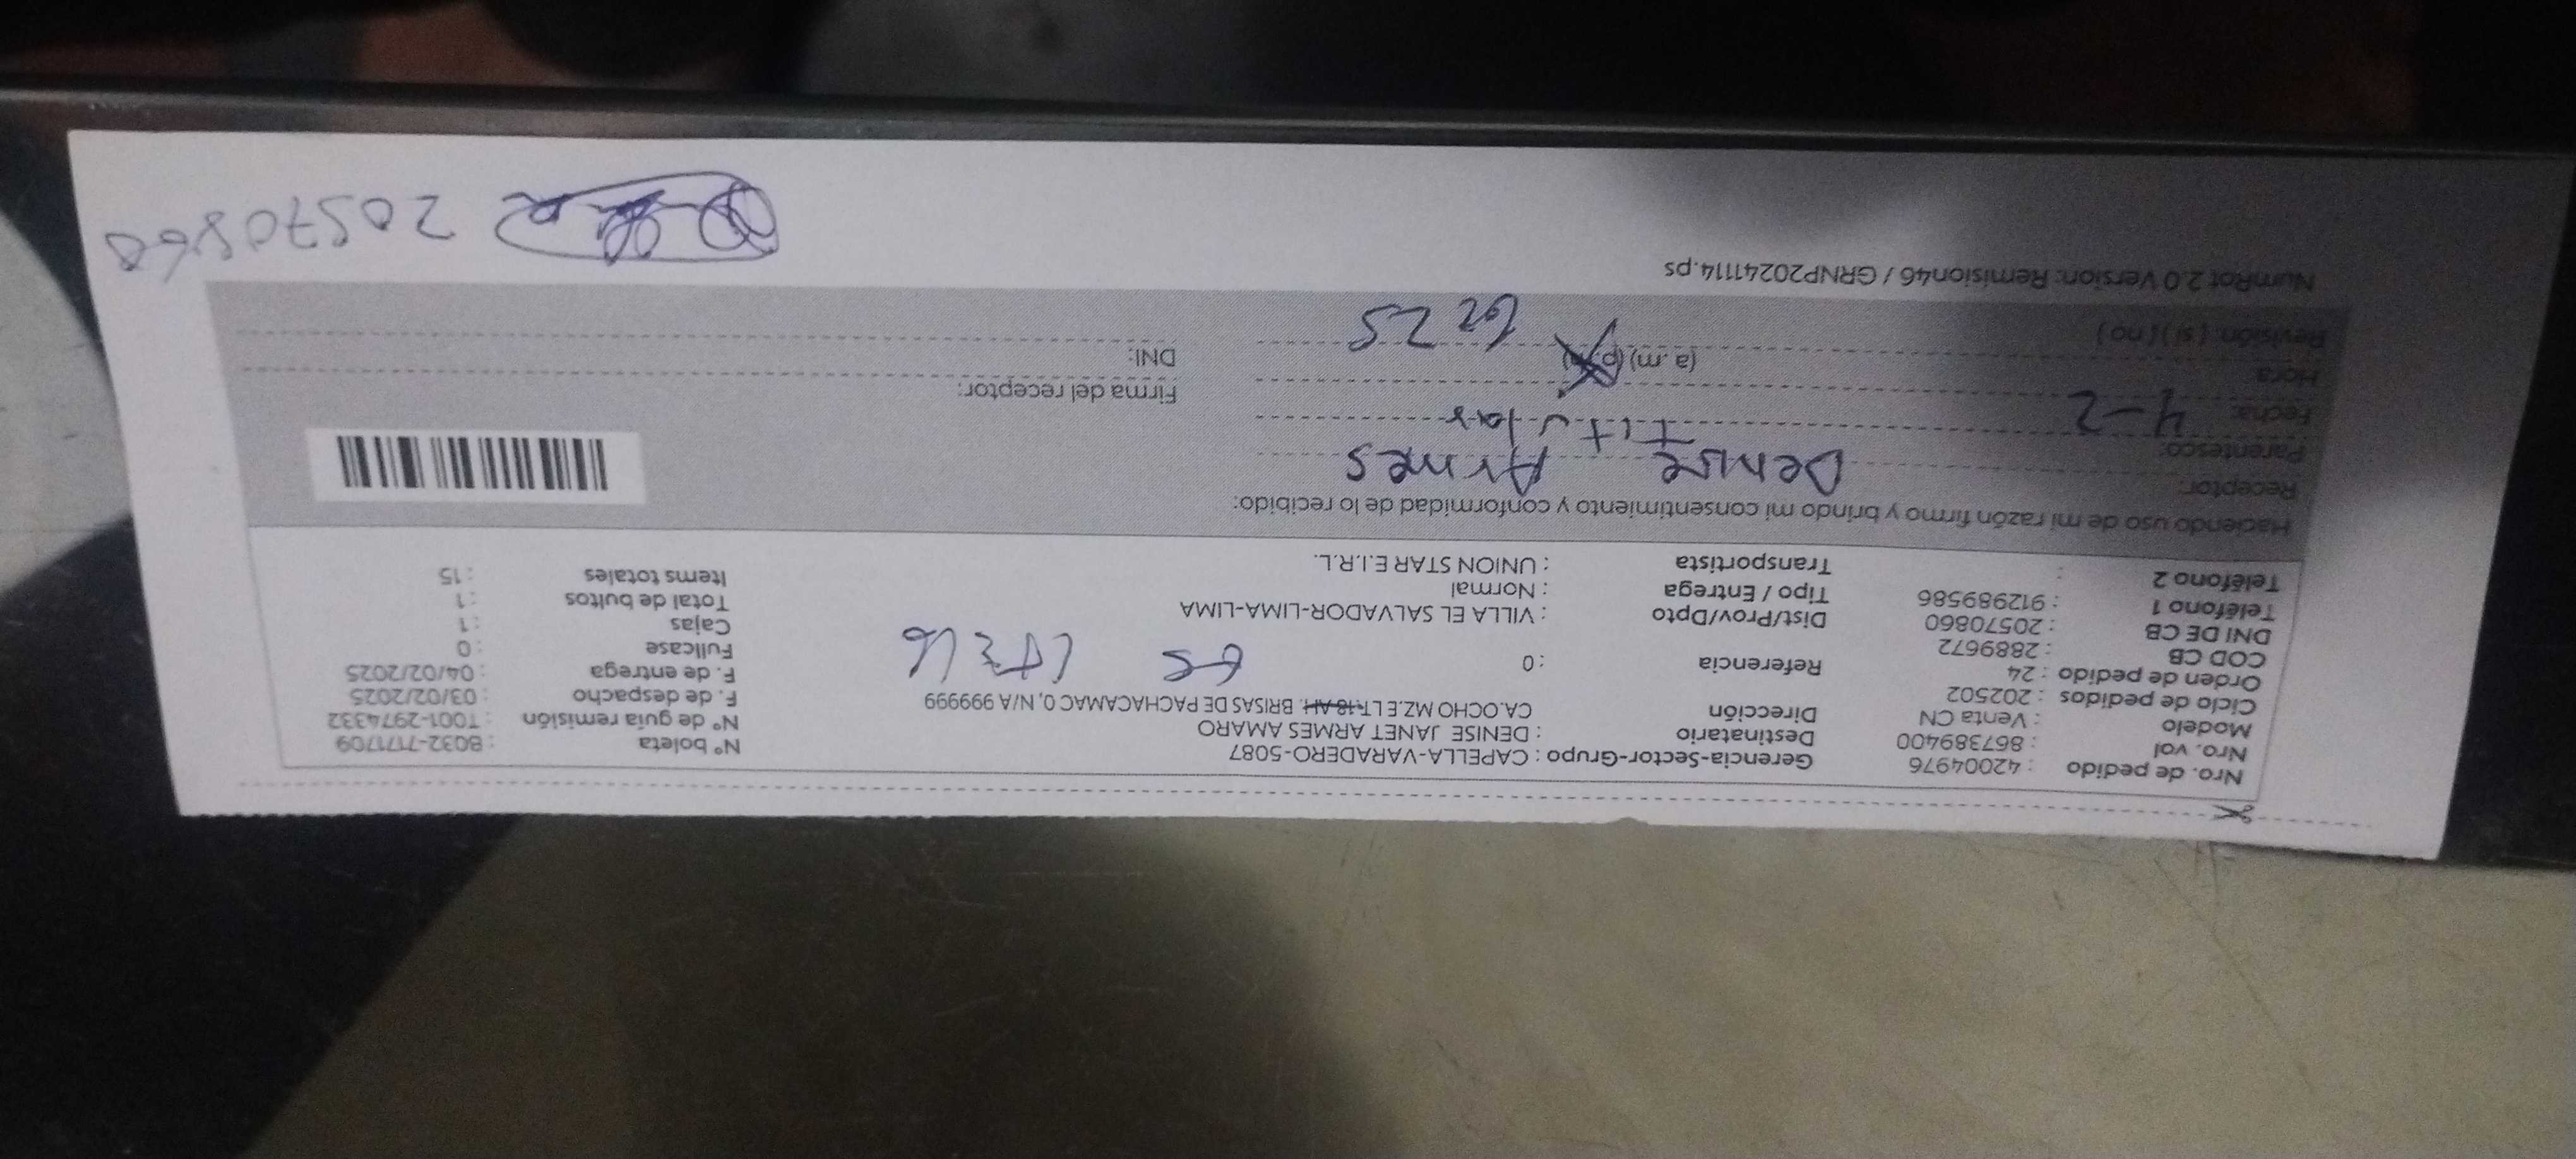 Nro. de pedido : 42004976 Gerencia-Sector-Grupo : CAPELLA-VARADERO-5087 N° boleta : B032-7171709
Nro. vol : 867389400 Destinatario : DENISE JANET ARMES AMARO N° de guía remisión : T001-2974332
Modelo : Venta CN Dirección CA.OCHO MZ.E LT.18 AH. BRISAS DE PACHACAMAC 0, N/A 999999 F. de despacho : 03/02/2025
Ciclo de pedidos : 202502 F. de entrega : 04/02/2025
Orden de pedido : 24 Referencia : 0 Fullcase : 0
COD CB : 2889672 Cajas : 1
DNI DE CB : 20570860 Dist/Prov/Dpto : VILLA EL SALVADOR-LIMA-LIMA Total de bultos : 1
Teléfono 1 : 912989586 Tipo / Entrega : Normal Items totales : 15
Teléfono 2 : Transportista : UNION STAR E.I.R.L.
Haciendo uso de mi razón firmo y brindo mi consentimiento y conformidad de lo recibido:
Receptor: Denise Armes
Parentesco: Titular
Fecha: 4-2 Firma del receptor:
Hora: (a.m) (p.m) DNI:
Revisión. ( si ) ( no )
NumRot 2.0 Version: Remision46 / GRNP20241114.ps
20570860